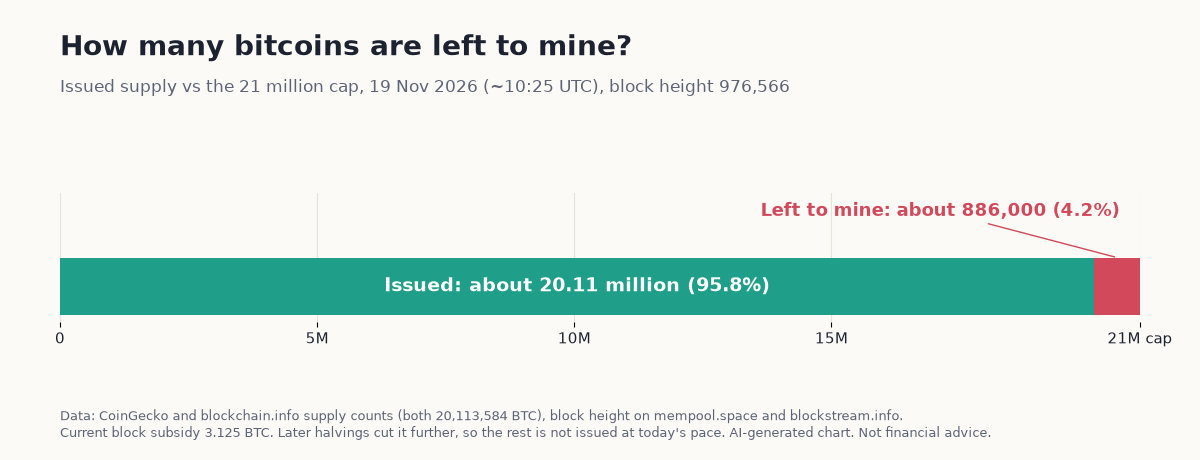 How many bitcoins are left to mine?
Issued supply vs the 21 million cap, 19 Nov 2026 (~10:25 UTC), block height 976,566
Left to mine: about 886,000 (4.2%)
Issued: about 20.11 million (95.8%)
0 5M 10M 15M 21M cap
Data: CoinGecko and blockchain.info supply counts (both 20,113,584 BTC), block height on mempool.space and blockstream.info.
Current block subsidy 3.125 BTC. Later halvings cut it further, so the rest is not issued at today's pace. AI-generated chart. Not financial advice.